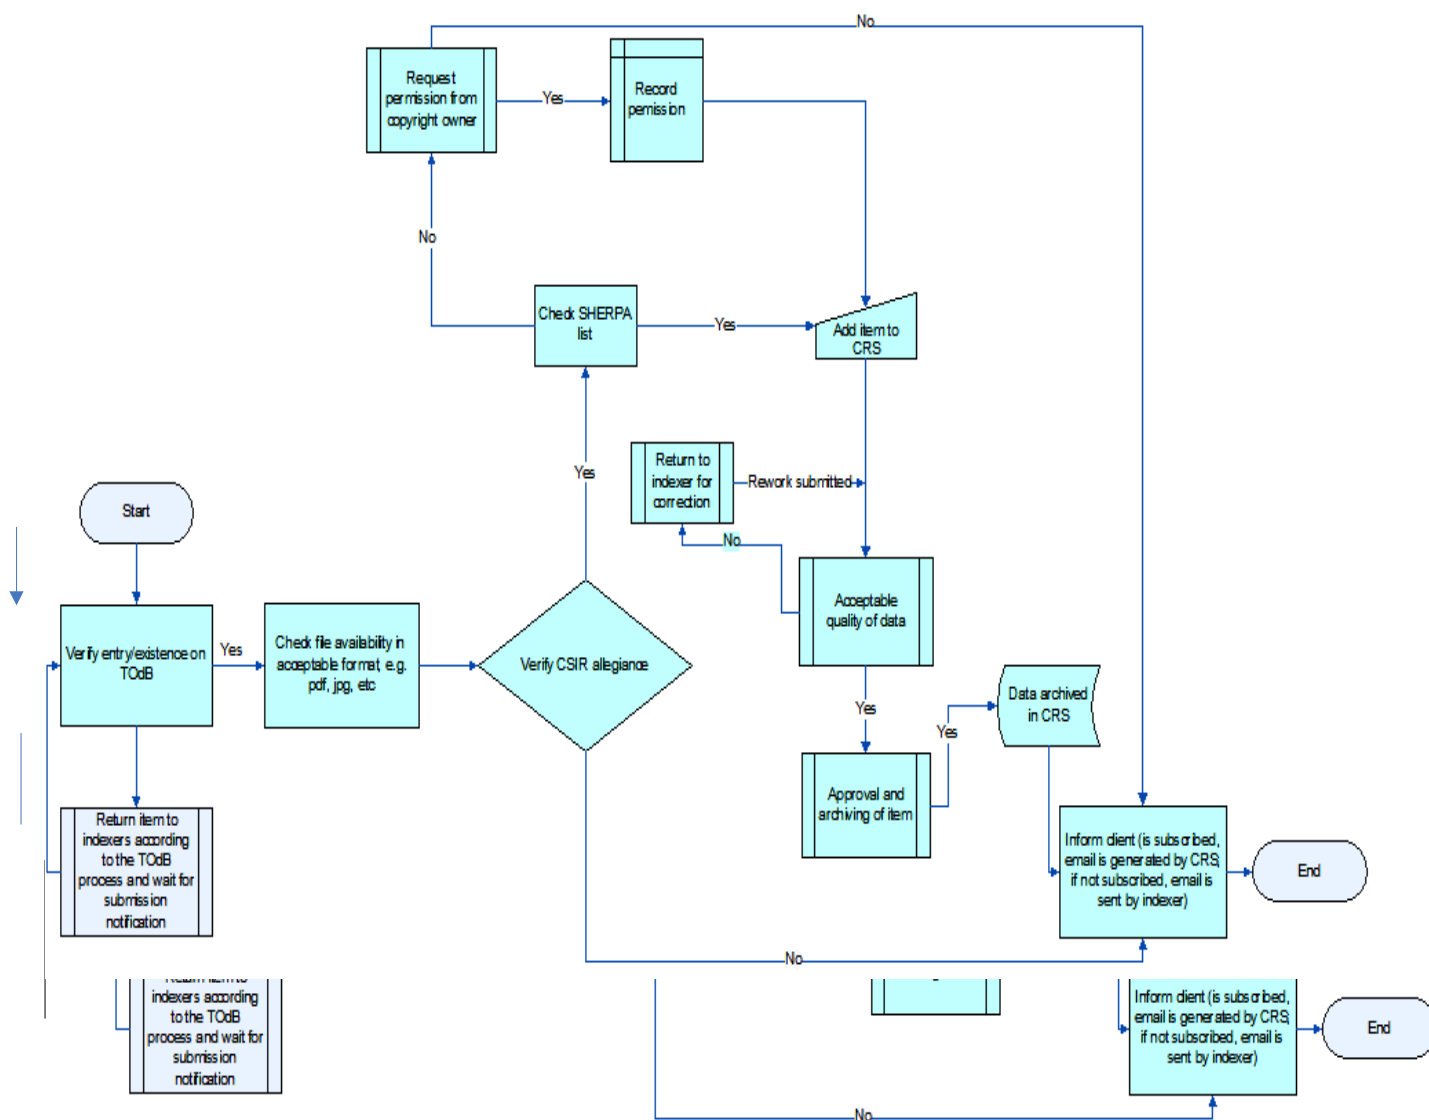 No
Request
permission from
copyright owner
Yes
Record
pemission
No
Check SHERPA
list
Yes
Add item to
CRS
Yes
Return to
indexer for
correction
Rework submitted
No
Start
Acceptable
quality of data
Verify entry/existence on
TOdB
Yes
Check file availability in
acceptable format, e.g.
pdf, jpg, etc
Verify CSIR allegiance
Yes
Data archived
in CRS
Yes
Approval and
archiving of item
Return item to
indexers according
to the TOdB
process and wait for
submission
notification
Inform client (is subscribed,
email is generated by CRS;
if not subscribed, email is
sent by indexer)
End
No
Return item to
indexers according
to the TOdB
process and wait for
submission
notification
Inform client (is subscribed,
email is generated by CRS;
if not subscribed, email is
sent by indexer)
End
No